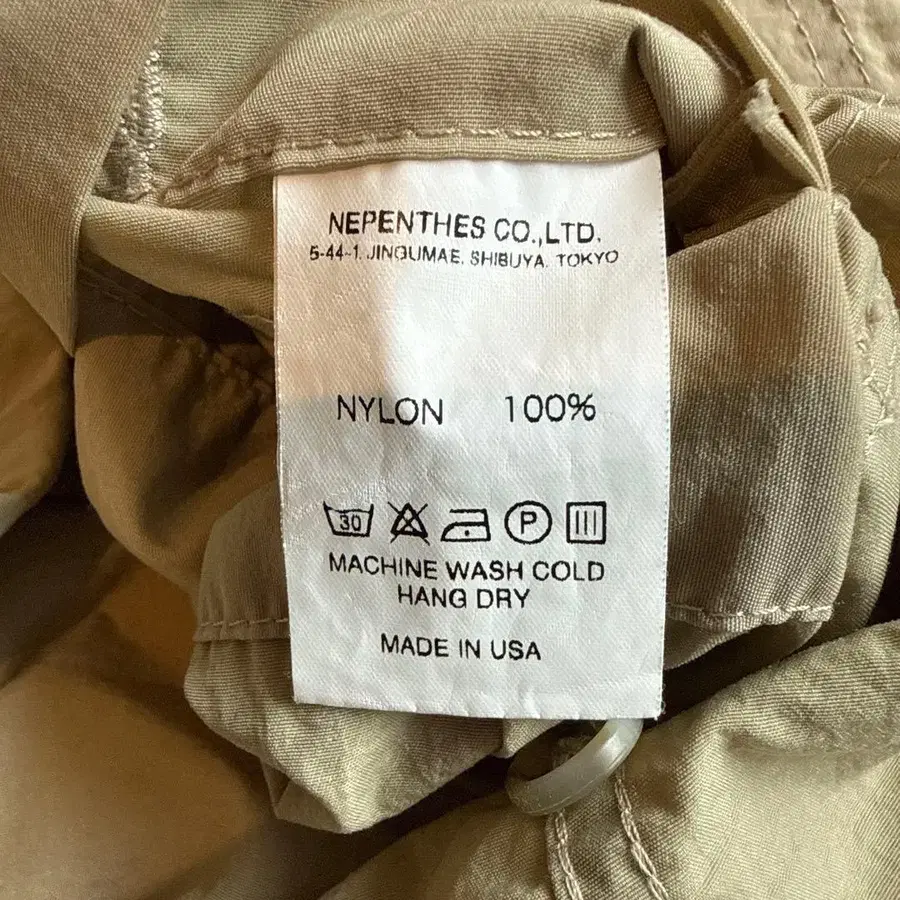 NEPENTHES CO.,LTD.
5-44-1, JINGUMAE, SHIBUYA, TOKYO
NYLON 100%
30 P
MACHINE WASH COLD
HANG DRY
MADE IN USA